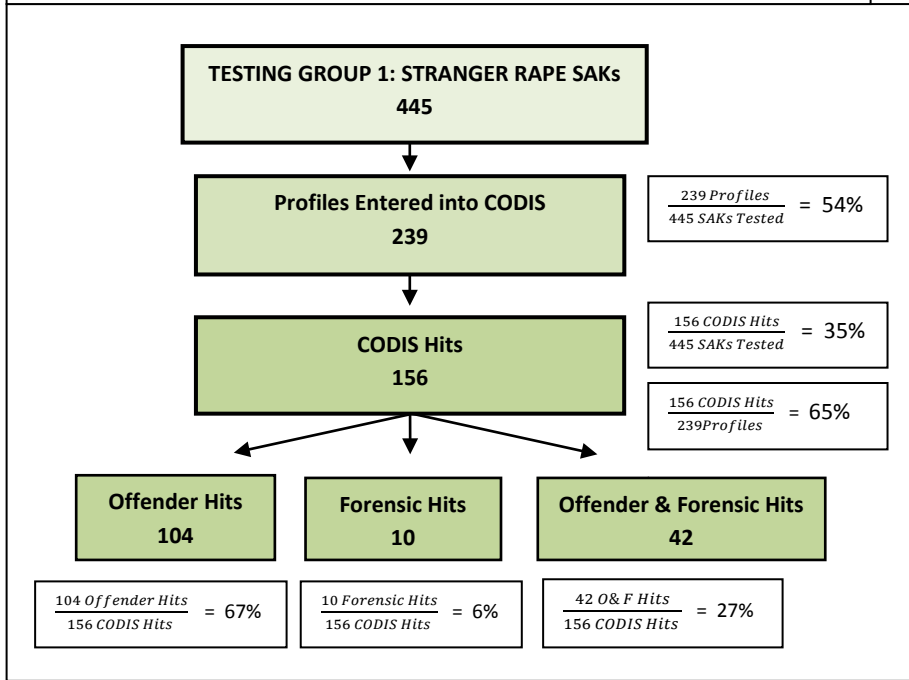 TESTING GROUP 1: STRANGER RAPE SAKs
445
Profiles Entered into CODIS
239
239 Profiles
445 SAKs Tested
= 54%
CODIS Hits
156
156 CODIS Hits
445 SAKs Tested
= 35%
156 CODIS Hits
239Profiles
= 65%
Offender Hits
104
Forensic Hits
10
Offender & Forensic Hits
42
104 Offender Hits
156 CODIS Hits
= 67%
10 Forensic Hits
156 CODIS Hits
= 6%
42 O& F Hits
156 CODIS Hits
= 27%